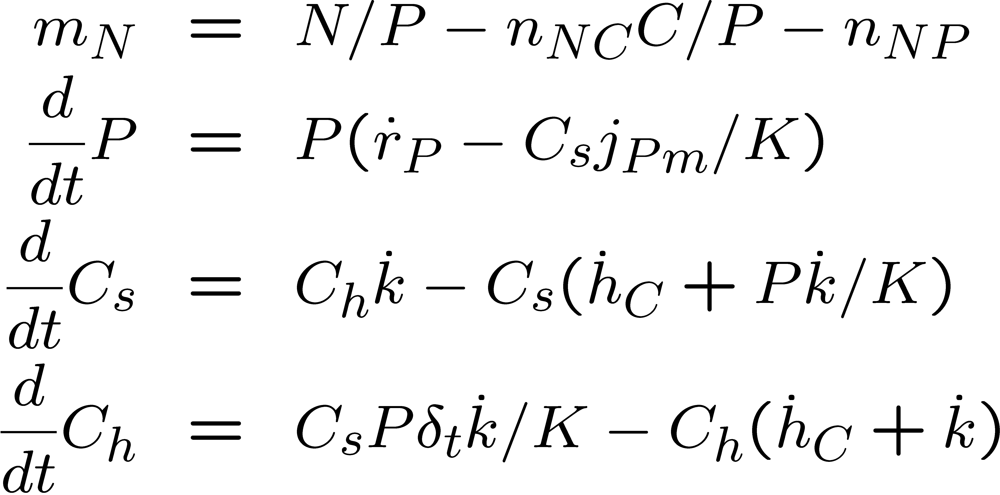 m_N = N/P − n_{NC}C/P − n_{NP}
\frac{d}{dt}P = P(\dot{r}_P − C_s j_{Pm}/K)
\frac{d}{dt}C_s = C_h\dot{k} − C_s(\dot{h}_C + P\dot{k}/K)
\frac{d}{dt}C_h = C_s Pδ_t\dot{k}/K − C_h(\dot{h}_C + \dot{k})